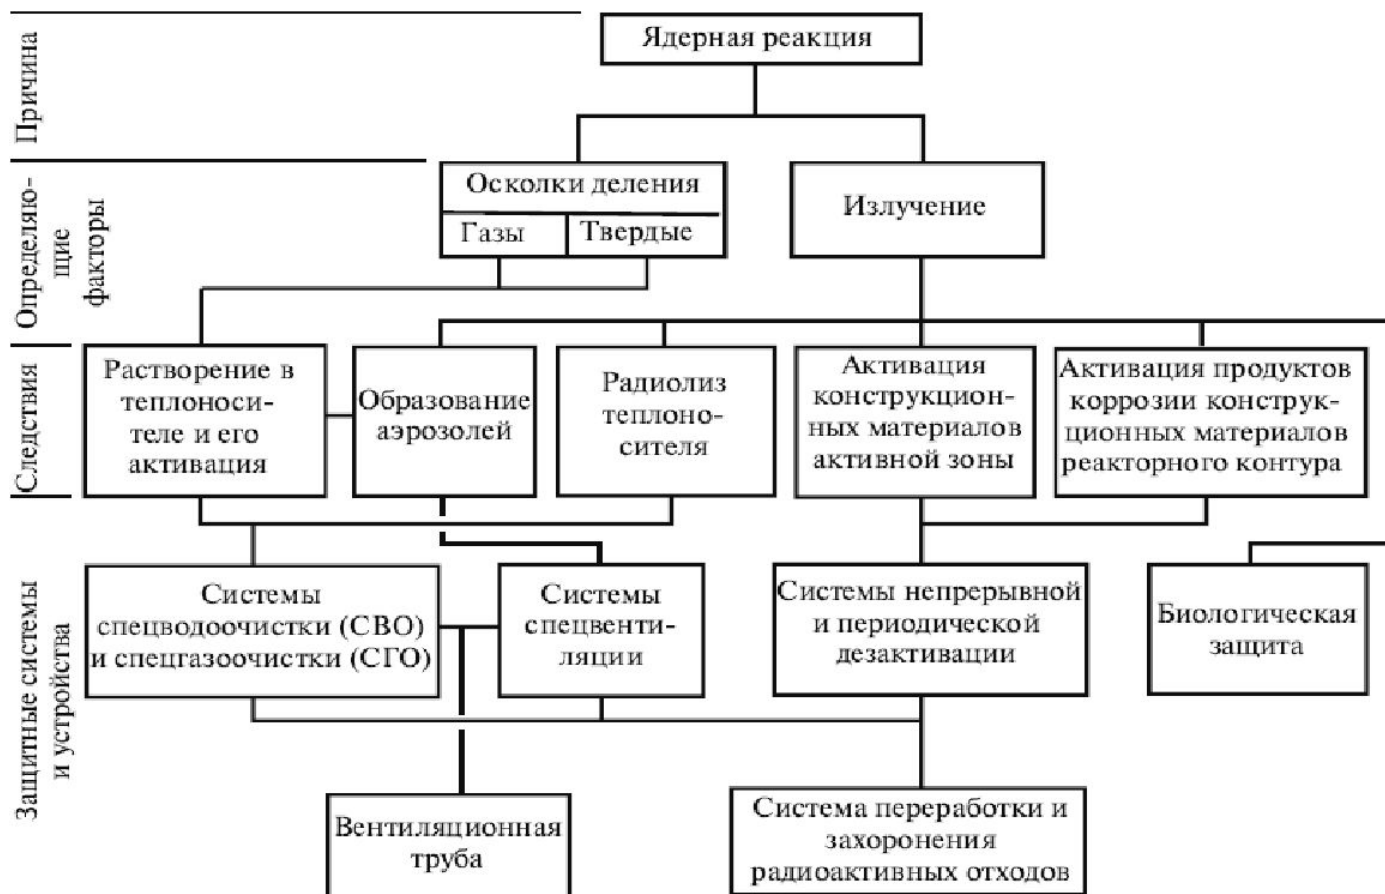 Причина
Ядерная реакция
Определяю-
щие
факторы
Осколки деления
Газы
Твердые
Излучение
Следствия
Растворение в
теплоноси-
теле и его
активация
Образование
аэрозолей
Радиолиз
теплоно-
сителя
Активация
конструкцион-
ных материалов
активной зоны
Активация продуктов
коррозии конструк-
ционных материалов
реакторного контура
Защитные системы
и устройства
Системы
спецводоочистки (СВО)
и спецгазоочистки (СГО)
Системы
спецвенти-
ляции
Системы непрерывной
и периодической
дезактивации
Биологическая
защита
Вентиляционная
труба
Система переработки и
захоронения
радиоактивных отходов